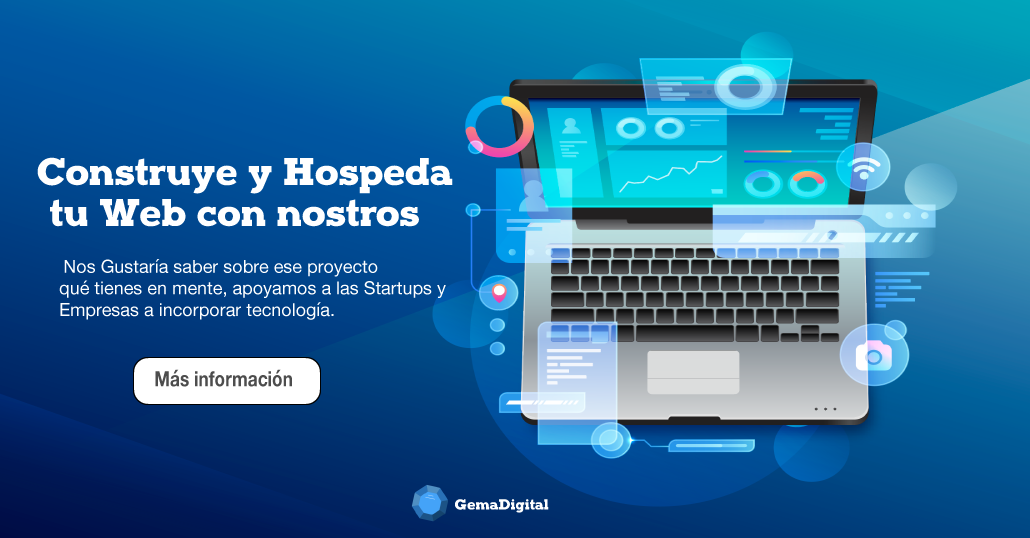 Construye y Hospeda
tu Web con nostros
Nos Gustaría saber sobre ese proyecto
qué tienes en mente, apoyamos a las Startups y
Empresas a incorporar tecnología.
Más información
GemaDigital